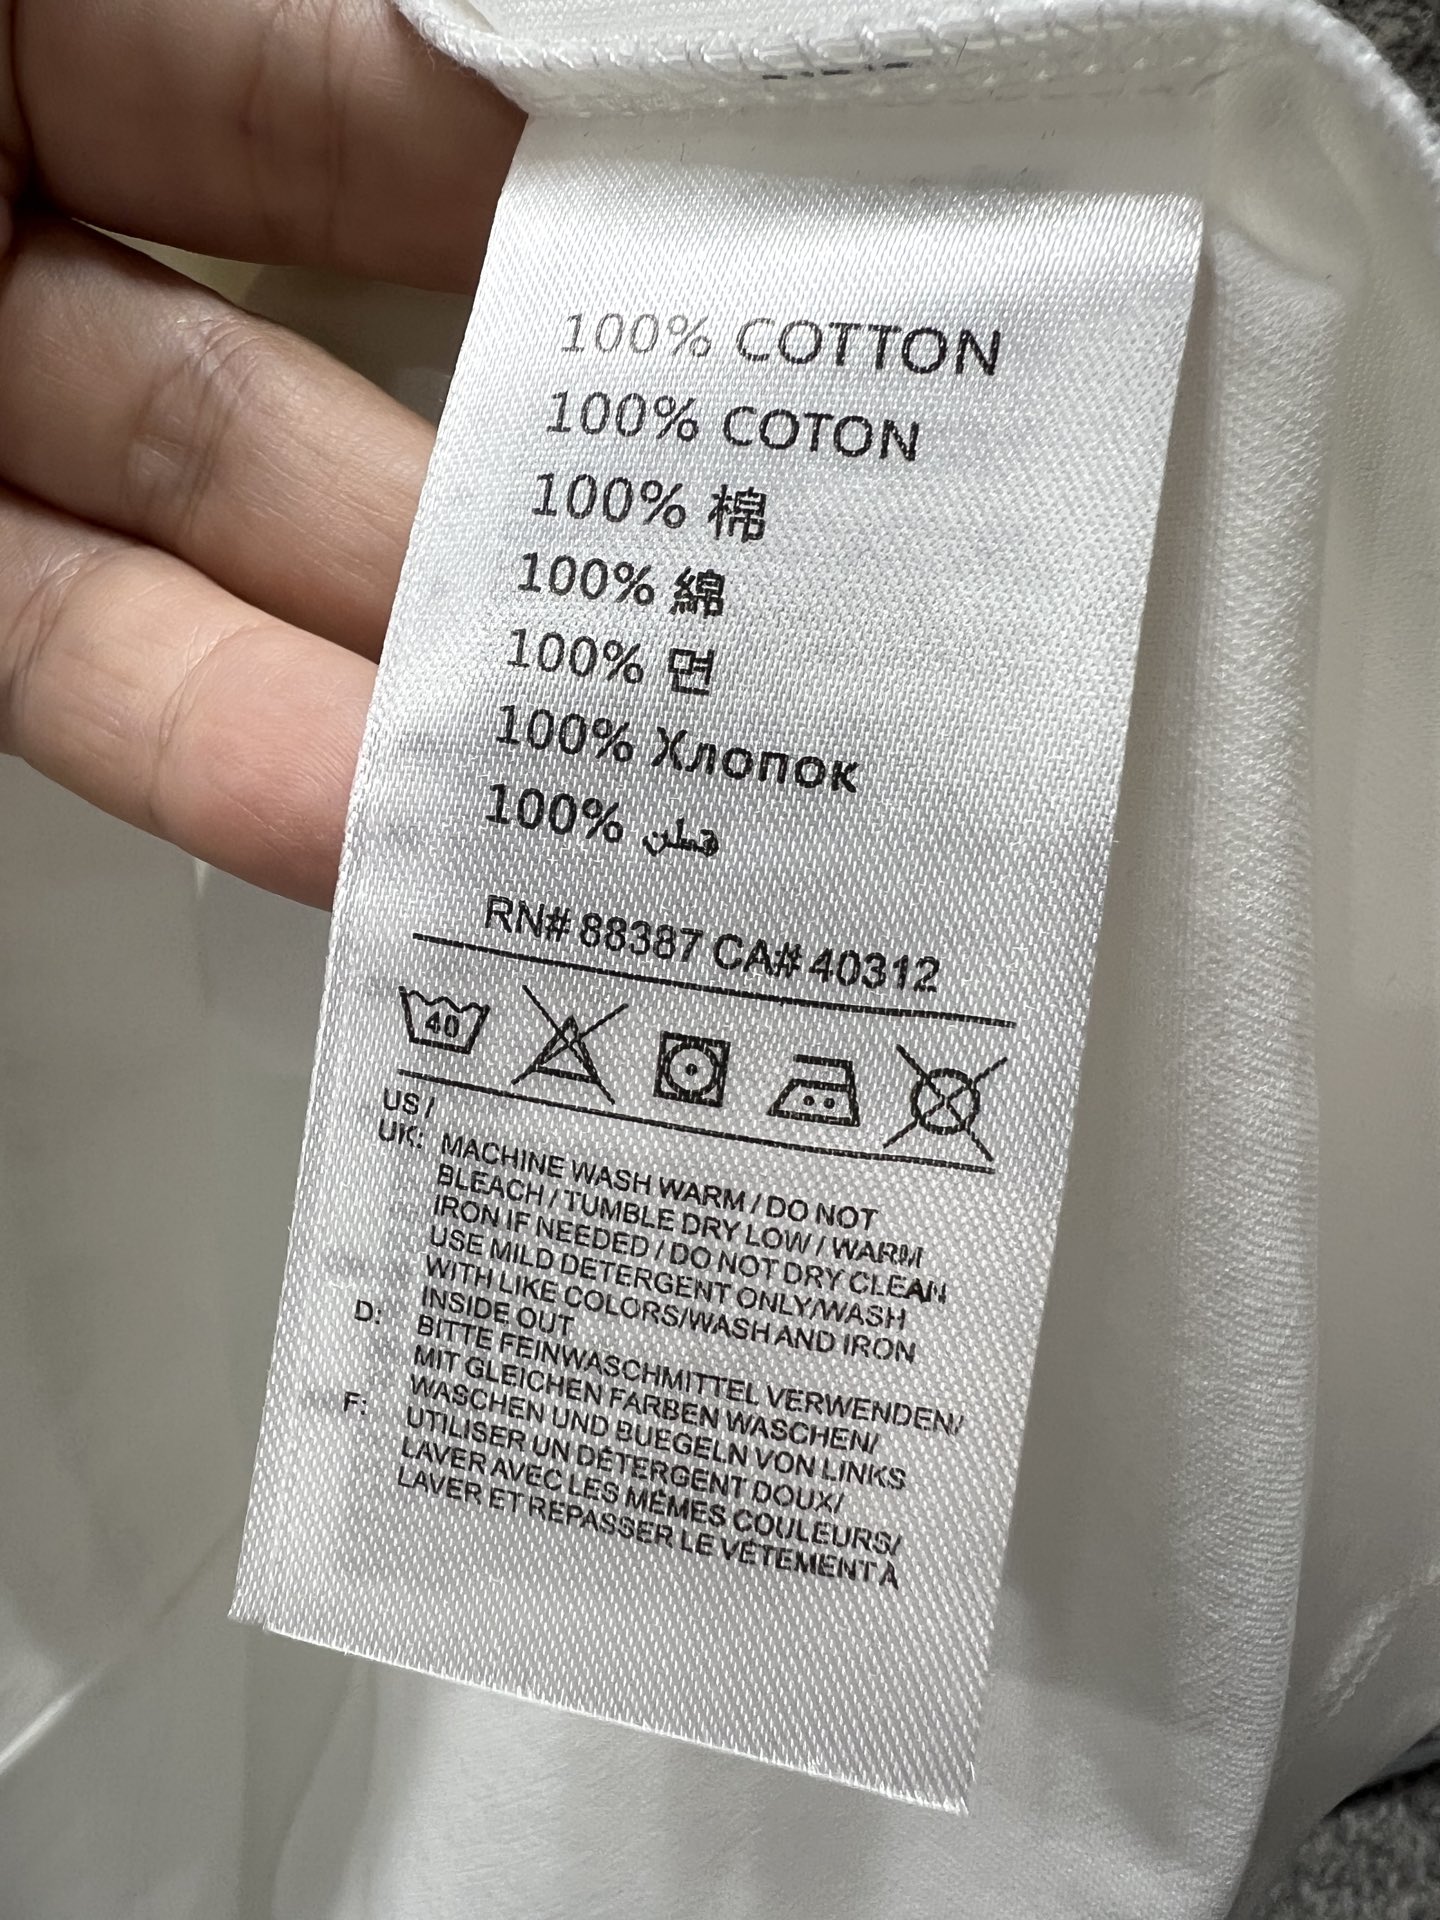 100% COTTON
100% COTON
100% 棉
100% 綿
100% 면
100% Хлопок
100%
RN# 88387 CA# 40312
40
US /
UK: MACHINE WASH WARM / DO NOT
BLEACH / TUMBLE DRY LOW / WARM
IRON IF NEEDED / DO NOT DRY CLEAN
USE MILD DETERGENT ONLY/WASH
WITH LIKE COLORS/WASH AND IRON
INSIDE OUT
D: BITTE FEINWASCHMITTEL VERWENDEN/
MIT GLEICHEN FARBEN WASCHEN/
WASCHEN UND BUEGELN VON LINKS
F: UTILISER UN DÉTERGENT DOUX/
LAVER AVEC LES MÊMES COULEURS/
LAVER ET REPASSER LE VÊTEMENT À